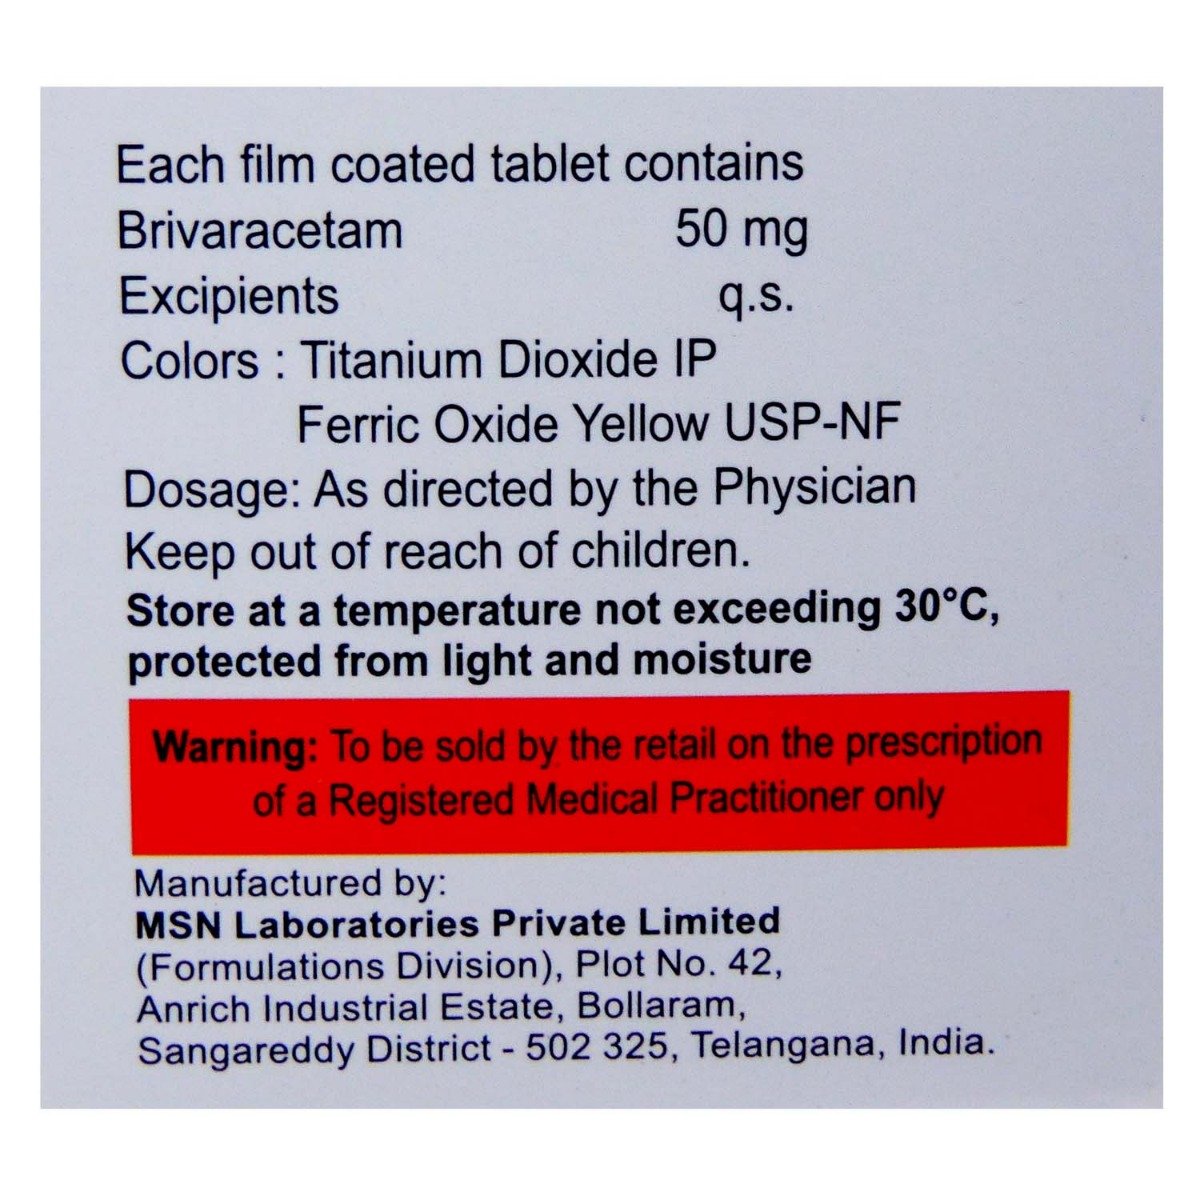 Each film coated tablet contains
Brivaracetam 50 mg
Excipients q.s.
Colors : Titanium Dioxide IP
Ferric Oxide Yellow USP-NF
Dosage: As directed by the Physician
Keep out of reach of children.
Store at a temperature not exceeding 30°C,
protected from light and moisture
Warning: To be sold by the retail on the prescription
of a Registered Medical Practitioner only
Manufactured by:
MSN Laboratories Private Limited
(Formulations Division), Plot No. 42,
Anrich Industrial Estate, Bollaram,
Sangareddy District - 502 325, Telangana, India.